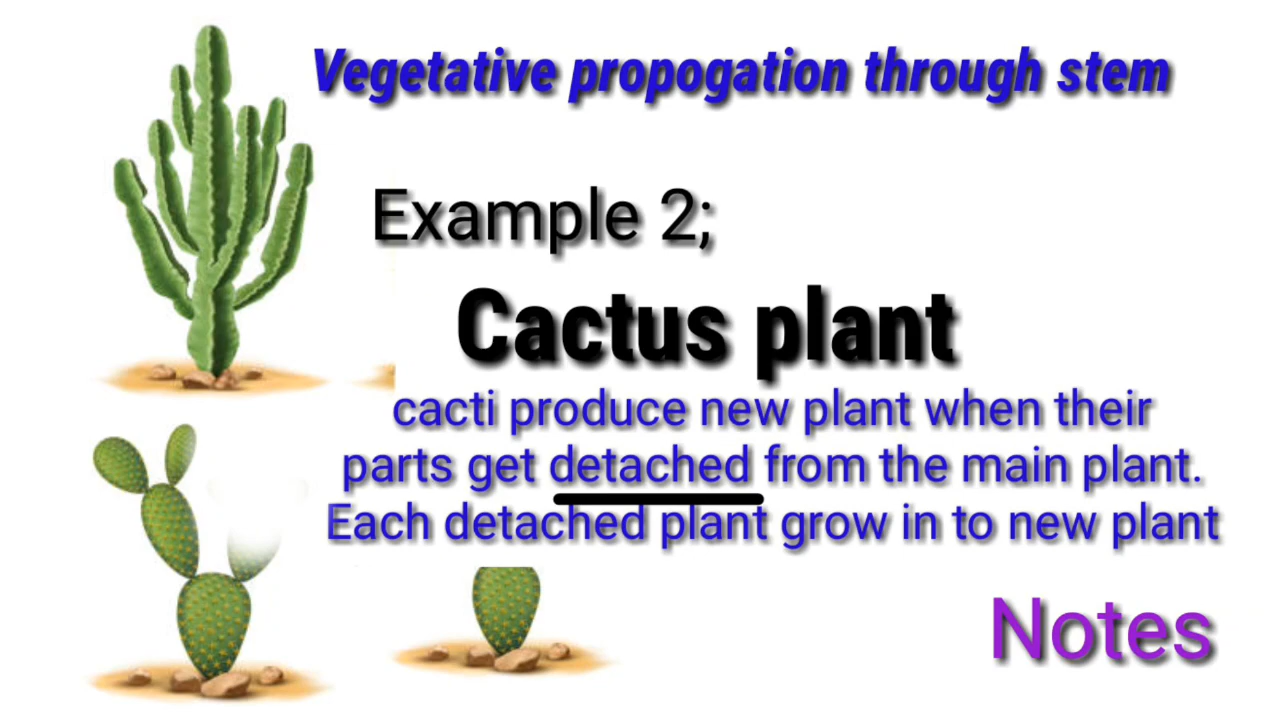 Vegetative propogation through stem
Example 2;
Cactus plant
cacti produce new plant when their
parts get detached from the main plant.
Each detached plant grow in to new plant
Notes